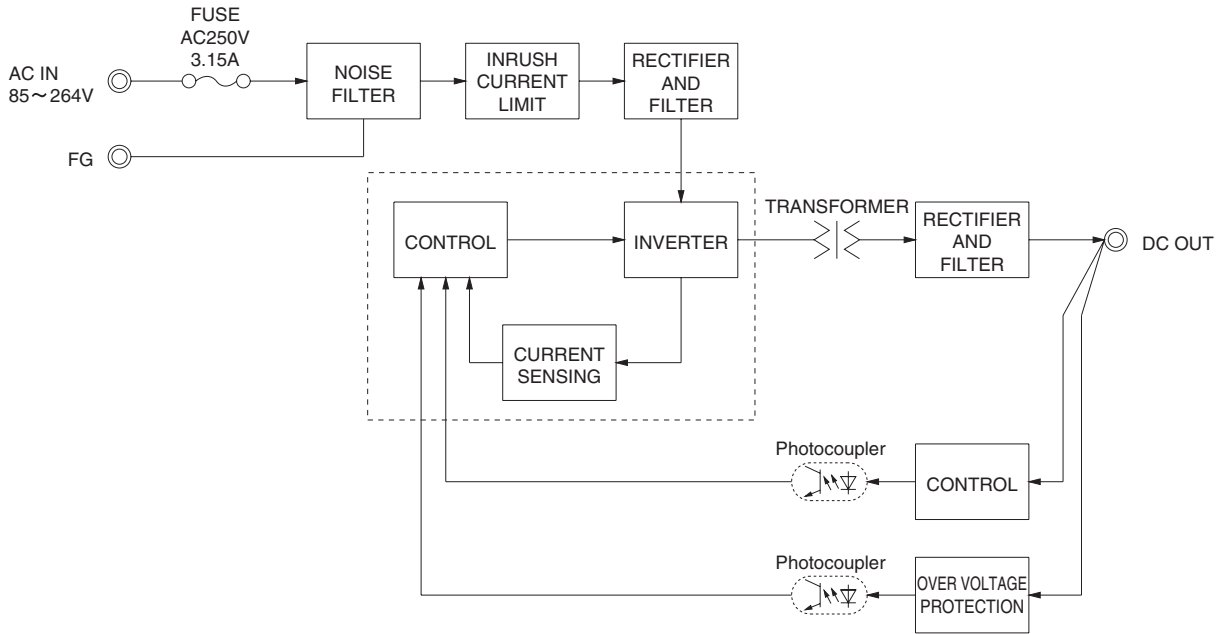 FUSE
AC250V
3.15A
AC IN
85～264V
NOISE
FILTER
INRUSH
CURRENT
LIMIT
RECTIFIER
AND
FILTER
FG
CONTROL
INVERTER
TRANSFORMER
RECTIFIER
AND
FILTER
DC OUT
CURRENT
SENSING
Photocoupler
CONTROL
Photocoupler
OVER VOLTAGE
PROTECTION